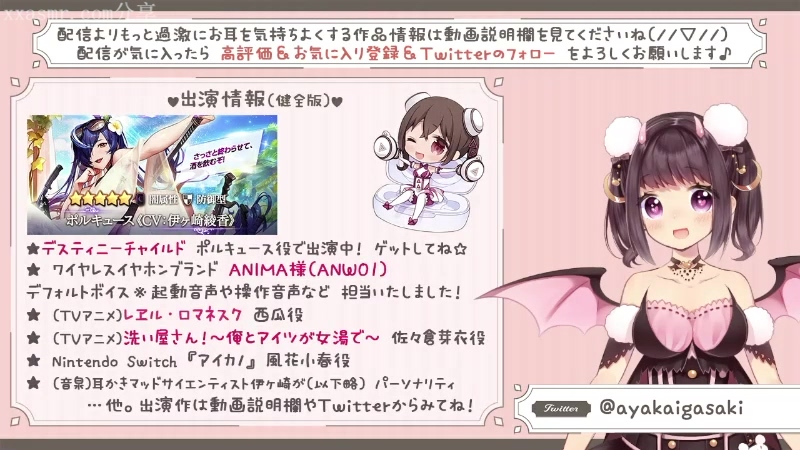 xxasmr.com分享
配信よりもっと過激にお耳を気持ちよくする作品情報は動画説明欄を見てくださいね(//▽//)
配信が気に入ったら 高評価&お気に入り登録&Twitterのフォロー をよろしくお願いします♪
♥出演情報(健全版)♥
さっさと終わらせて、
酒を飲むぞ!
闇属性 防御型
ポルキュース《CV:伊ヶ崎綾香》
★デスティニーチャイルド ポルキュース役で出演中! ゲットしてね☆
★ ワイヤレスイヤホンブランド ANIMA様(ANW01)
デフォルトボイス※起動音声や操作音声など 担当いたしました!
★ (TVアニメ)レヱル・ロマネスク 西瓜役
★ (TVアニメ)洗い屋さん!~俺とアイツが女湯で~ 佐々倉芽衣役
★ Nintendo Switch『アイカノ』風花小春役
★ (音泉)耳かきマッドサイエンティスト伊ヶ崎が(以下略) パーソナリティ
…他。出演作は動画説明欄やTwitterからみてね!
Twitter @ayakaigasaki